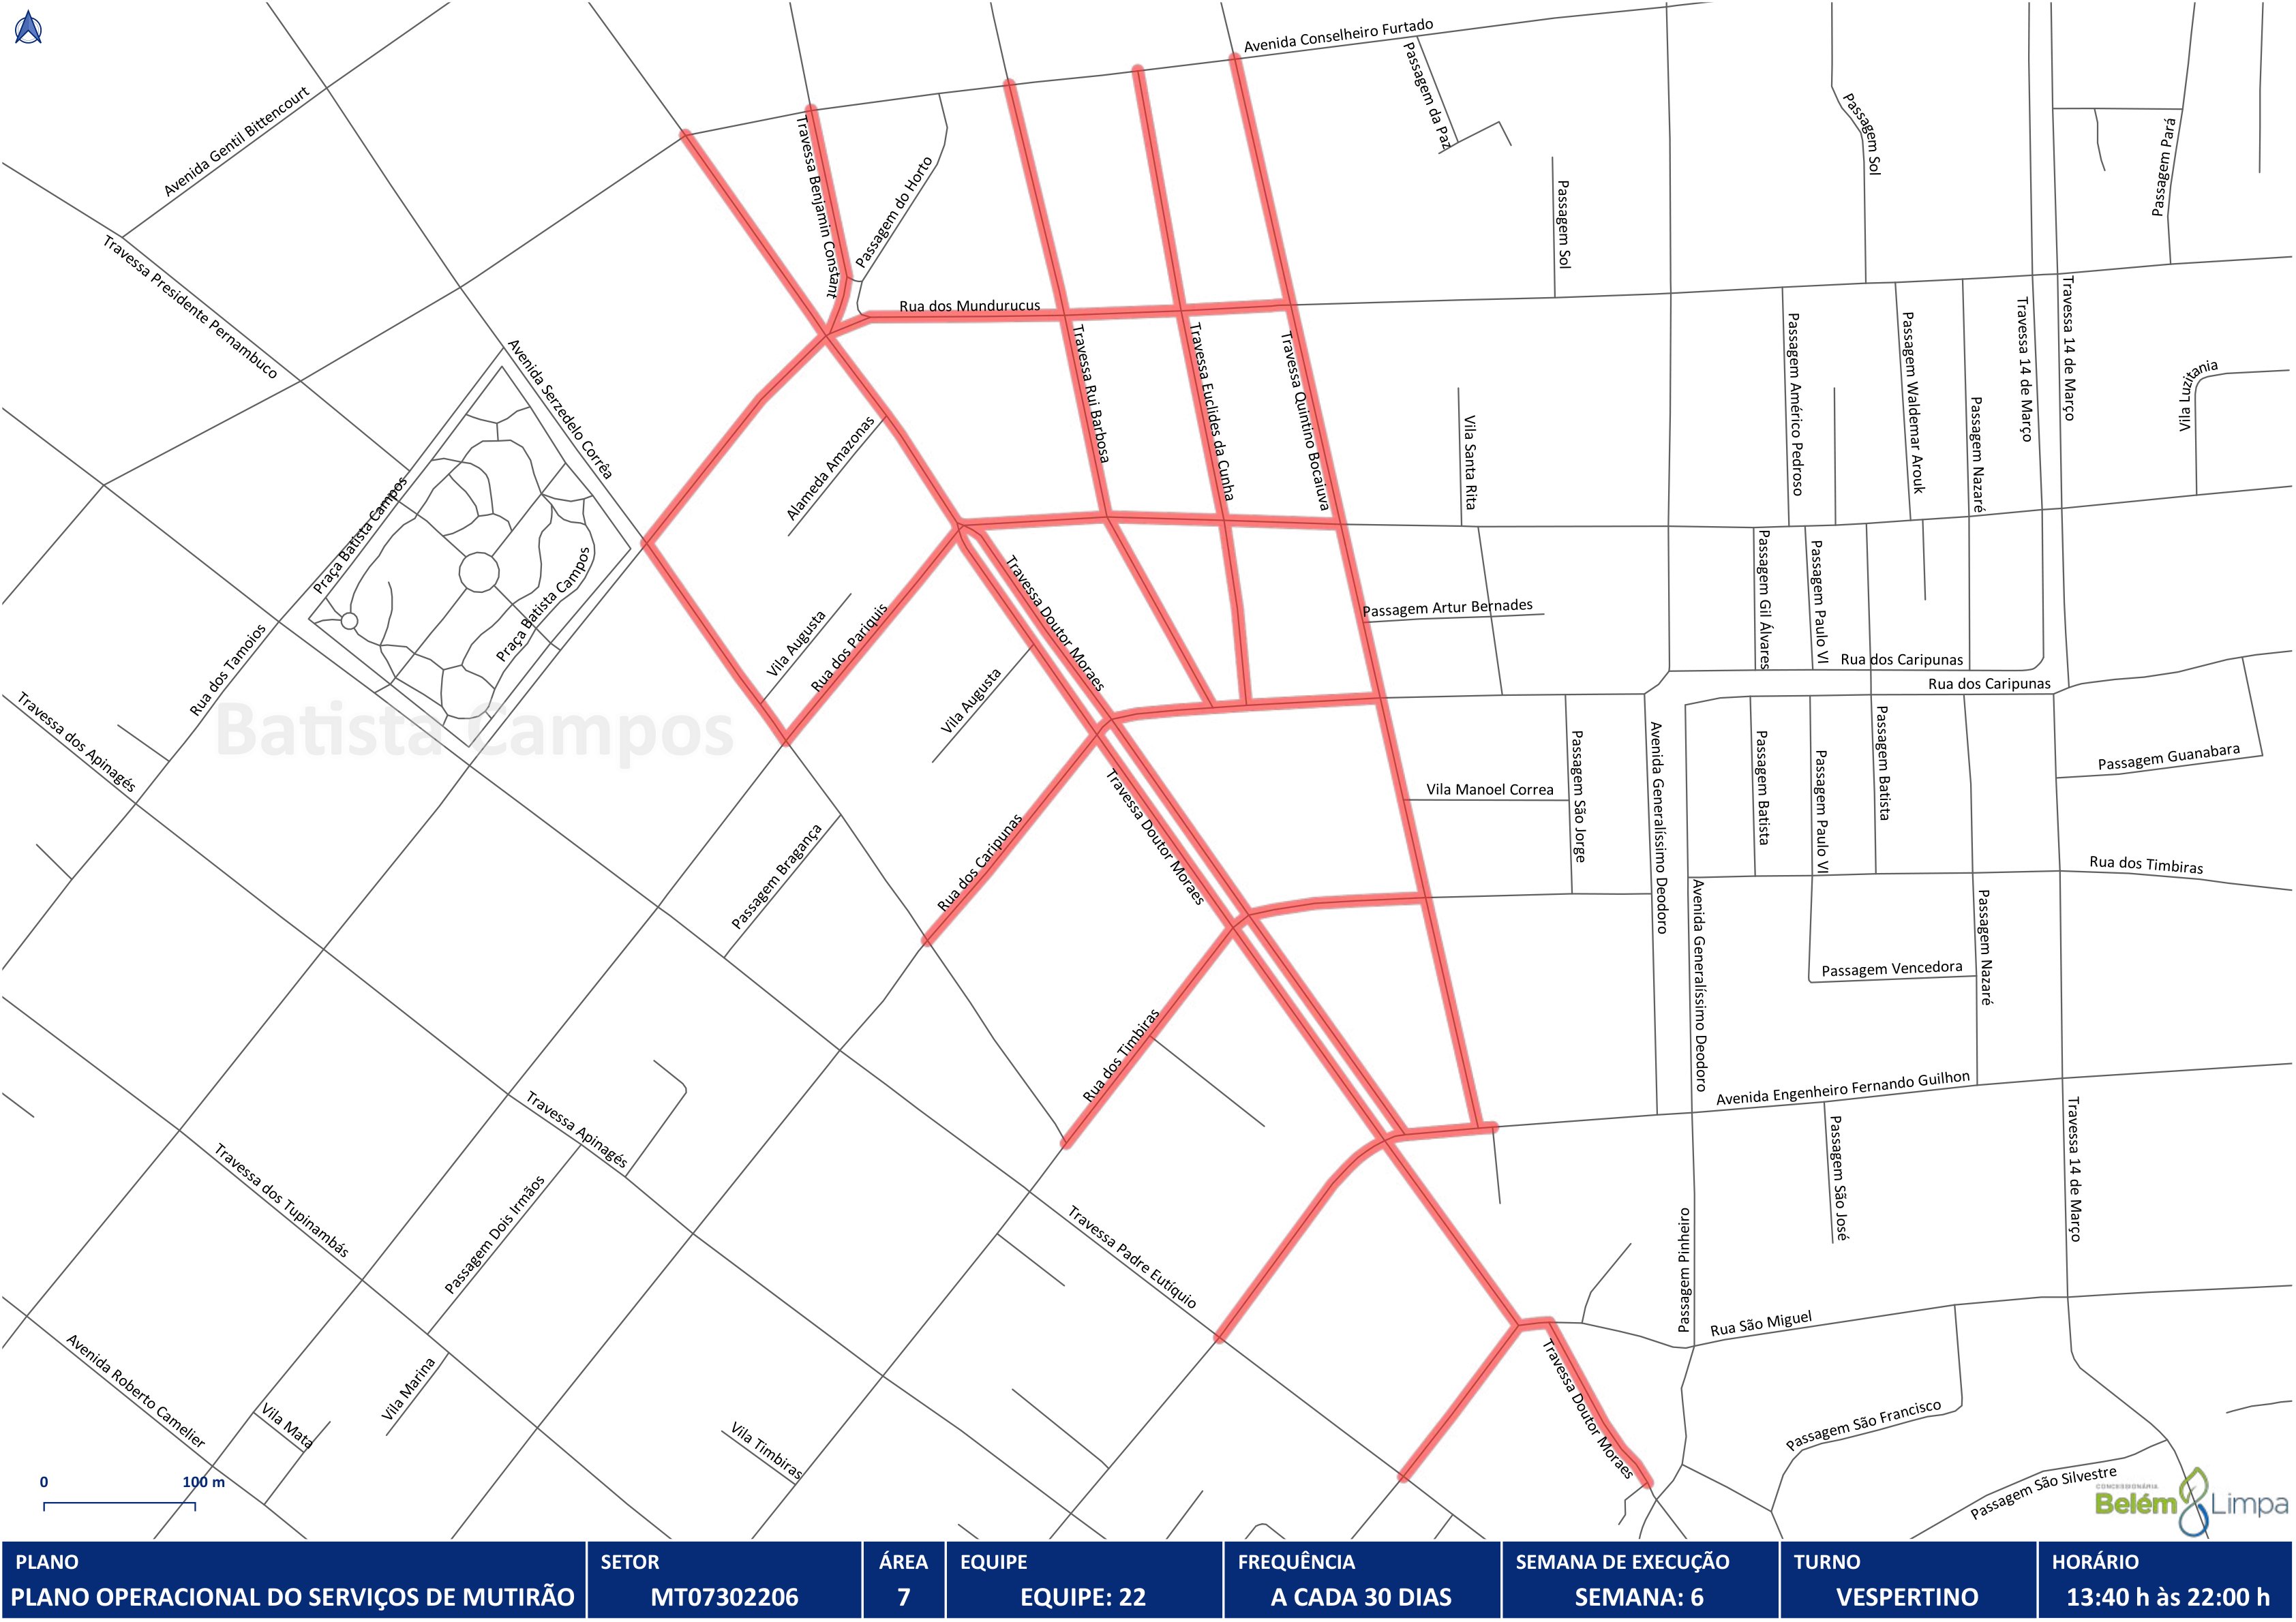 Avenida Conselheiro Furtado
Passagem da Paz
Avenida Gentil Bittencourt
Travessa Benjamin Constant
Passagem do Horto
Passagem Sol
Passagem Sol
Passagem Pará
Travessa Presidente Pernambuco
Rua dos Mundurucus
Travessa 14 de Março
Travessa 14 de Março
Avenida Serzedelo Corrêa
Travessa Rui Barbosa
Travessa Euclides da Cunha
Travessa Quintino Bocaiuva
Passagem Américo Pedroso
Passagem Waldemar Arouk
Passagem Nazaré
Vila Luzitania
Alameda Amazonas
Vila Santa Rita
Praça Batista Campos
Praça Batista Campos
Travessa Doutor Moraes
Passagem Gil Álvares
Passagem Paulo VI
Passagem Artur Bernades
Vila Augusta
Rua dos Pariquis
Rua dos Tamoios
Vila Augusta
Rua dos Caripunas
Rua dos Caripunas
Batista Campos
Travessa dos Apinagés
Travessa Doutor Moraes
Vila Manoel Correa
Passagem São Jorge
Avenida Generalíssimo Deodoro
Passagem Batista
Passagem Paulo VI
Passagem Batista
Passagem Guanabara
Rua dos Timbiras
Passagem Bragança
Rua dos Caripunas
Avenida Generalíssimo Deodoro
Passagem Nazaré
Passagem Vencedora
Rua dos Timbiras
Avenida Engenheiro Fernando Guilhon
Travessa Apinagés
Passagem São José
Travessa 14 de Março
Travessa dos Tupinambás
Passagem Dois Irmãos
Travessa Padre Eutíquio
Passagem Pinheiro
Rua São Miguel
Avenida Roberto Camelier
Vila Marina
Vila Mata
Vila Timbiras
Travessa Doutor Moraes
Passagem São Francisco
Passagem São Silvestre
0 100 m
CONCESSIONÁRIA
Belém Limpa
PLANO
PLANO OPERACIONAL DO SERVIÇOS DE MUTIRÃO
SETOR
MT07302206
ÁREA
7
EQUIPE
EQUIPE: 22
FREQUÊNCIA
A CADA 30 DIAS
SEMANA DE EXECUÇÃO
SEMANA: 6
TURNO
VESPERTINO
HORÁRIO
13:40 h às 22:00 h